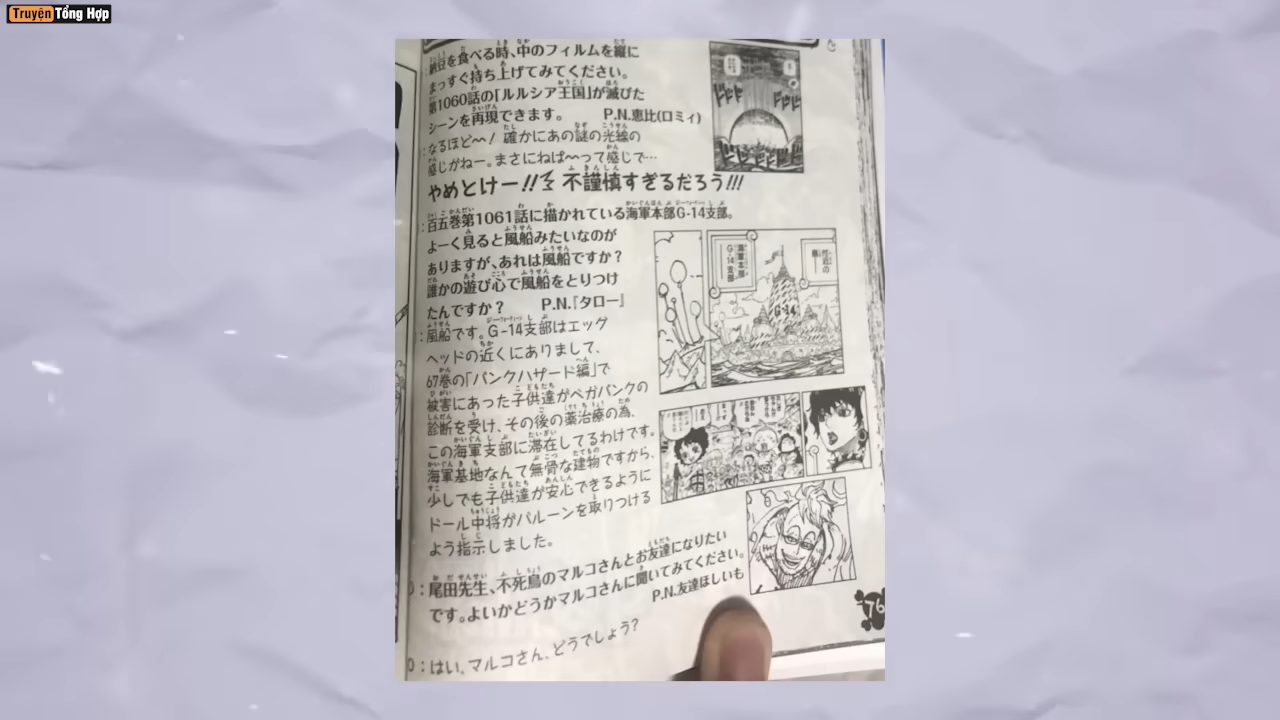 Truyện Tổng Hợp
納豆を食べる時、中のフィルムを縦に
まっすぐ持ち上げてみてください。
第1060話の「ルルシア王国」が滅びた
シーンを再現できます。 P.N.恵比(ロミィ)
なるほど〜〜! 確かにあの謎の光線の
感じがねー。まさにねば〜〜って感じで…
やめとけー!! 不謹慎すぎるだろう!!!
:百五巻第1061話に描かれている海軍本部G-14支部。
よーく見ると風船みたいなのが
ありますが、あれは風船ですか?
誰かの遊び心で風船をとりつけ
たんですか? P.N.『タロー』
:風船です。G-14支部はエッグ
ヘッドの近くにありまして、
67巻の「パンクハザード編」で
被害にあった子供達がベガパンクの
診断を受け、その後の薬治療の為、
この海軍支部に滞在してるわけです。
海軍基地なんて無骨な建物ですから、
少しでも子供達が安心できるように
ドール中将がバルーンを取りつける
よう指示しました。
海軍本部
G-14支部
G-14
D:尾田先生、不死鳥のマルコさんとお友達になりたい
です。よいかどうかマルコさんに聞いてみてください。
P.N.友達ほしいも
O:はい、マルコさん、どうでしょう?
76